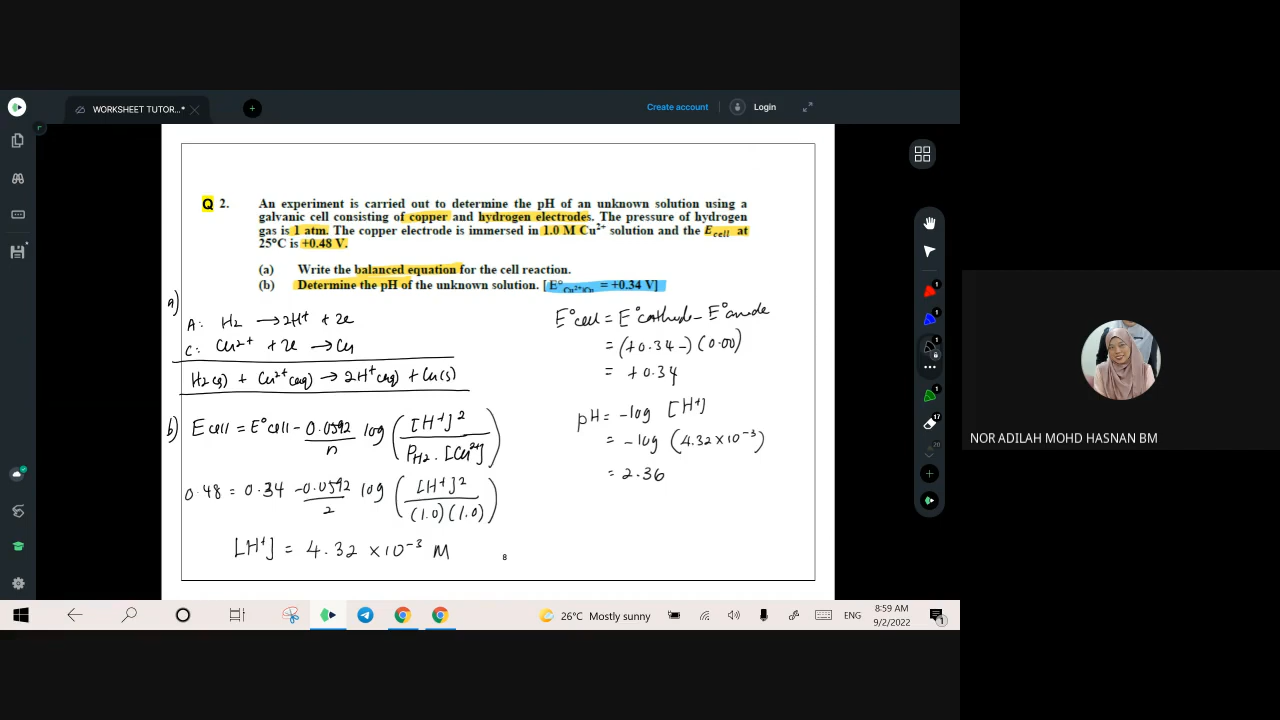 WORKSHEET TUTOR...*
Create account
Login
Q 2. An experiment is carried out to determine the pH of an unknown solution using a
galvanic cell consisting of copper and hydrogen electrodes. The pressure of hydrogen
gas is 1 atm. The copper electrode is immersed in 1.0 M Cu²⁺ solution and the E cell at
25°C is +0.48 V.
(a) Write the balanced equation for the cell reaction.
(b) Determine the pH of the unknown solution. [ E° Cu²⁺/Cu = +0.34 V]
a)
A: H2 → 2H⁺ + 2e
C: Cu²⁺ + 2e → Cu
H2(g) + Cu²⁺(aq) → 2H⁺(aq) + Cu(s)
b) Ecell = E°cell - 0.0592/n log ([H⁺]²/PH2 . [Cu²⁺])
0.48 = 0.34 - 0.0592/2 log ([H⁺]²/(1.0)(1.0))
[H⁺] = 4.32 × 10⁻³ M
E°cell = E°cathode - E°anode
= (+0.34 -) (0.00)
= +0.34
pH = -log [H⁺]
= -log (4.32 × 10⁻³)
= 2.36
8
1
1
1
1
17
NOR ADILAH MOHD HASNAN BM
26°C Mostly sunny
ENG
8:59 AM
9/2/2022
1